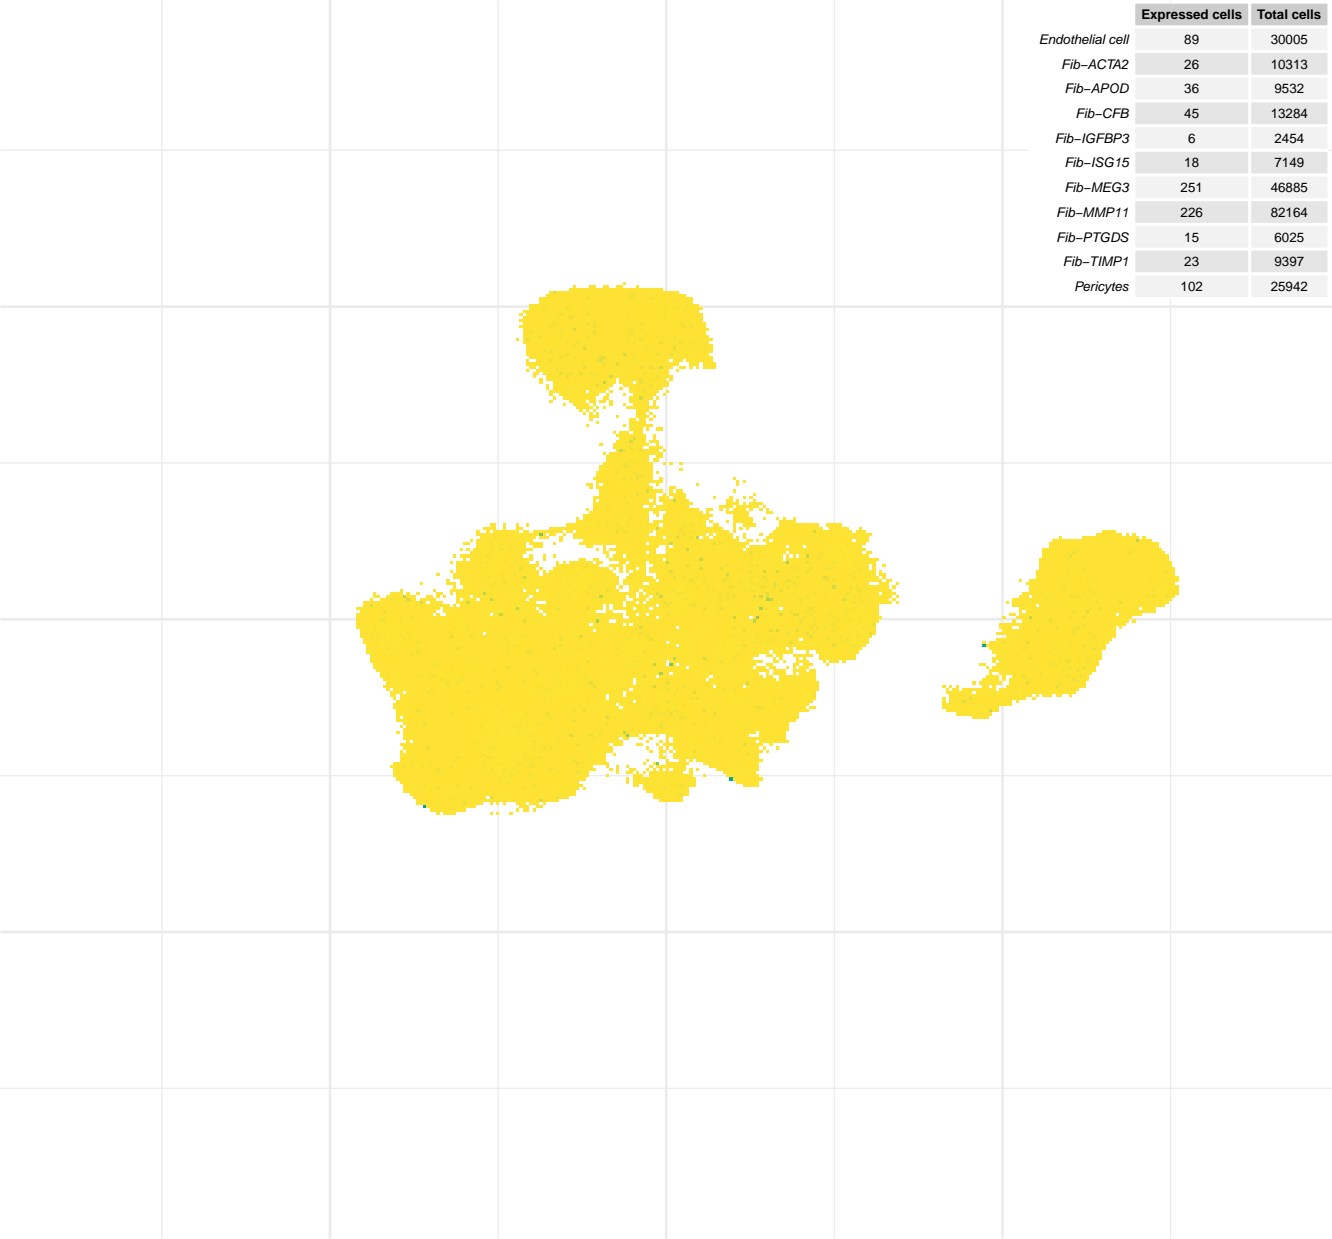 Expressed cells Total cells
Endothelial cell 89 30005
Fib−ACTA2 26 10313
Fib−APOD 36 9532
Fib−CFB 45 13284
Fib−IGFBP3 6 2454
Fib−ISG15 18 7149
Fib−MEG3 251 46885
Fib−MMP11 226 82164
Fib−PTGDS 15 6025
Fib−TIMP1 23 9397
Pericytes 102 25942